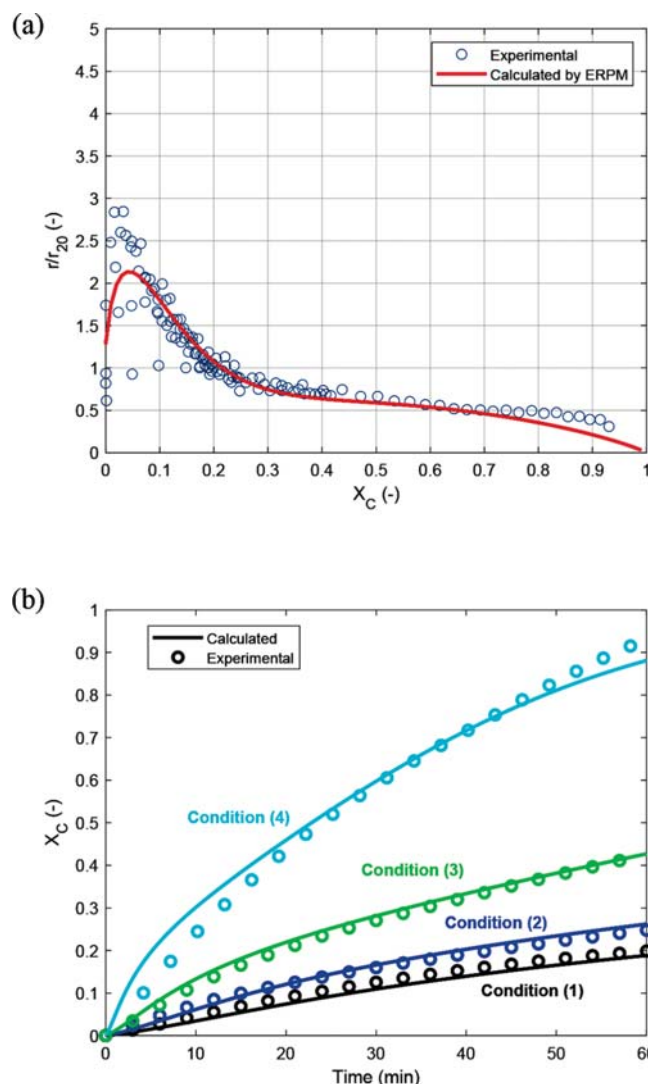 (a)
5
4.5
4
3.5
3
2.5
2
1.5
1
0.5
0
r/r20 (-)
Experimental
Calculated by ERPM
0 0.1 0.2 0.3 0.4 0.5 0.6 0.7 0.8 0.9 1
XC (-)
(b)
1
0.9
0.8
0.7
0.6
0.5
0.4
0.3
0.2
0.1
0
XC (-)
Calculated
Experimental
Condition (4)
Condition (3)
Condition (2)
Condition (1)
0 10 20 30 40 50 60
Time (min)